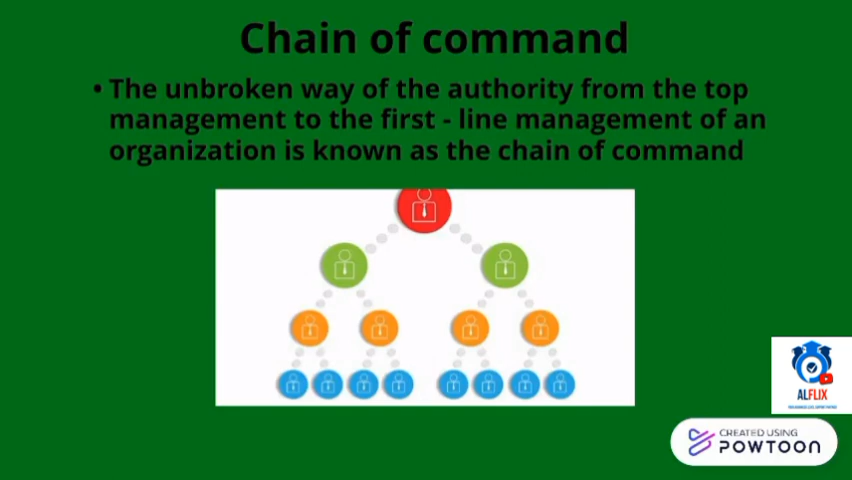 Chain of command
• The unbroken way of the authority from the top
management to the first - line management of an
organization is known as the chain of command
ALFLIX
CREATED USING
POWTOON